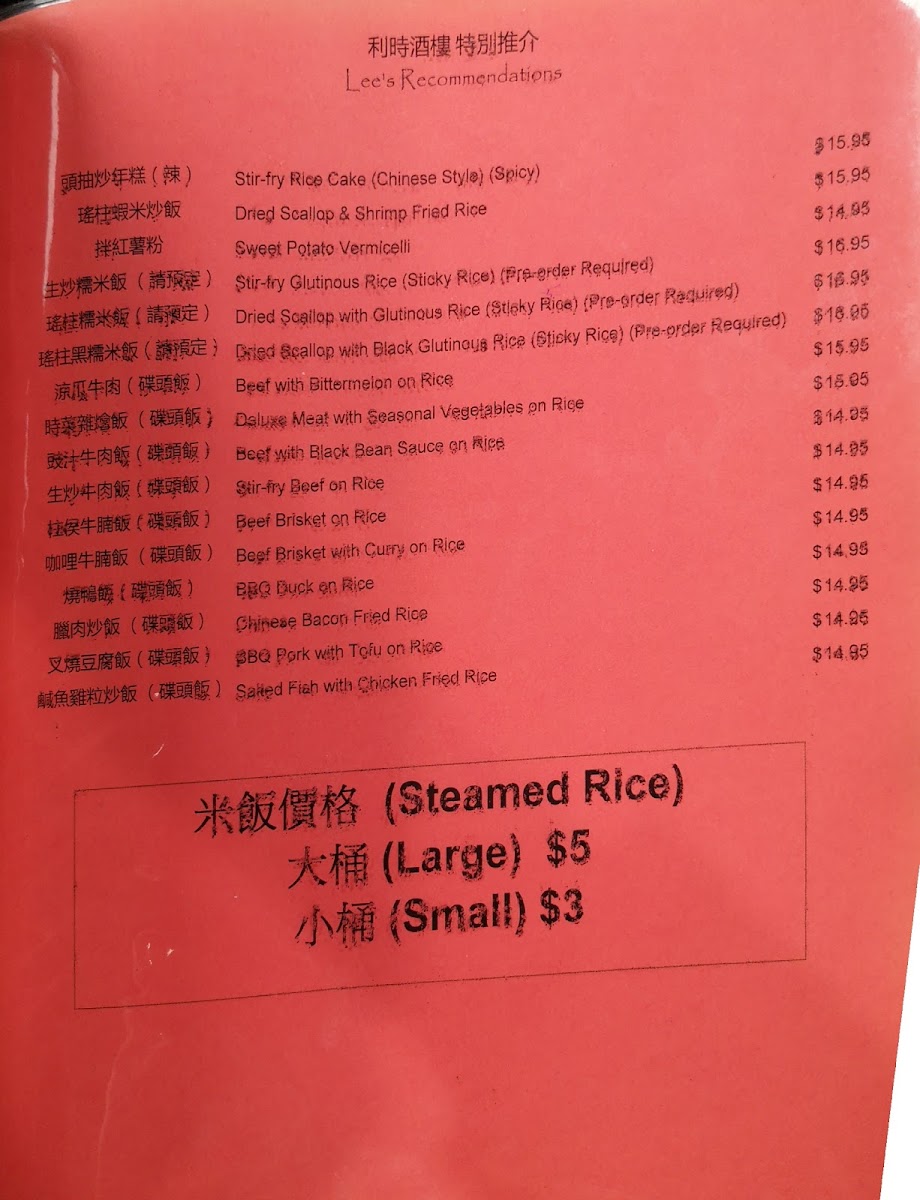 利時酒樓 特別推介
Lee's Recommendations
頭抽炒年糕（辣） Stir-fry Rice Cake (Chinese Style) (Spicy) $15.95
瑤柱蝦米炒飯 Dried Scallop & Shrimp Fried Rice $15.95
拌紅薯粉 Sweet Potato Vermicelli $14.95
生炒糯米飯（請預定） Stir-fry Glutinous Rice (Sticky Rice) (Pre-order Required) $16.95
瑤柱糯米飯（請預定） Dried Scallop with Glutinous Rice (Sticky Rice) (Pre-order Required) $16.95
瑤柱黑糯米飯（請預定） Dried Scallop with Black Glutinous Rice (Sticky Rice) (Pre-order Required) $16.95
涼瓜牛肉（碟頭飯） Beef with Bittermelon on Rice $15.95
時菜雜燴飯（碟頭飯） Deluxe Meat with Seasonal Vegetables on Rice $15.95
豉汁牛肉飯（碟頭飯） Beef with Black Bean Sauce on Rice $14.95
生炒牛肉飯（碟頭飯） Stir-fry Beef on Rice $14.95
柱侯牛腩飯（碟頭飯） Beef Brisket on Rice $14.95
咖哩牛腩飯（碟頭飯） Beef Brisket with Curry on Rice $14.95
燒鴨飯（碟頭飯） BBQ Duck on Rice $14.95
臘肉炒飯（碟頭飯） Chinese Bacon Fried Rice $14.95
叉燒豆腐飯（碟頭飯） BBQ Pork with Tofu on Rice $14.95
鹹魚雞粒炒飯（碟頭飯） Salted Fish with Chicken Fried Rice $14.95
米飯價格 (Steamed Rice)
大桶 (Large) $5
小桶 (Small) $3